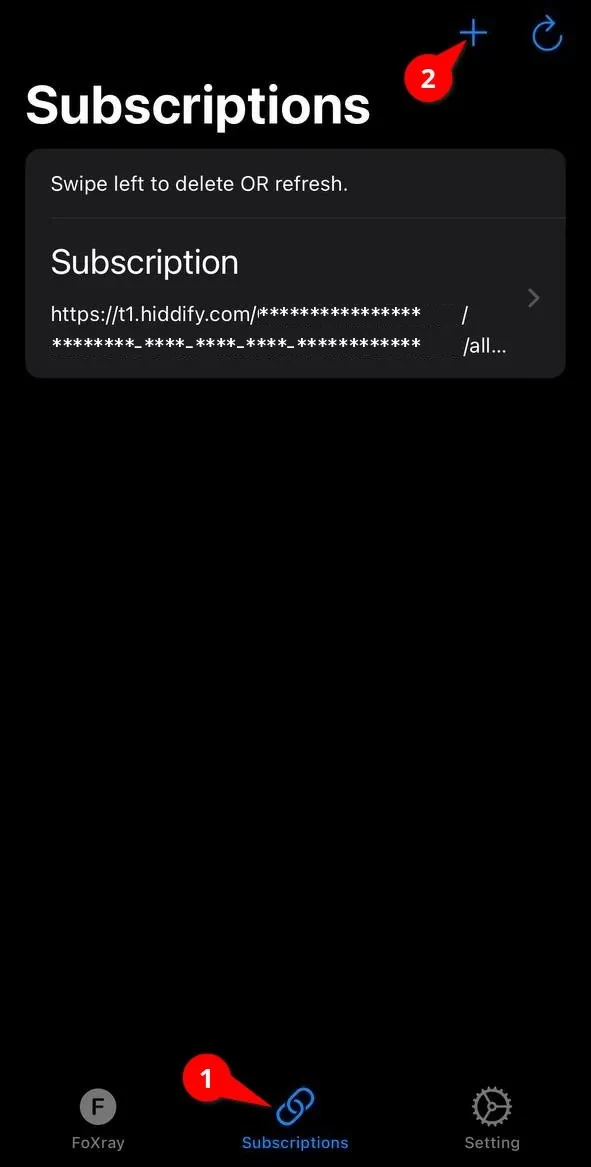 2
Subscriptions
Swipe left to delete OR refresh.
Subscription
https://t1.hiddify.com/**************** /
********-****-****-****-************ /all...
1
F
FoXray Subscriptions Setting